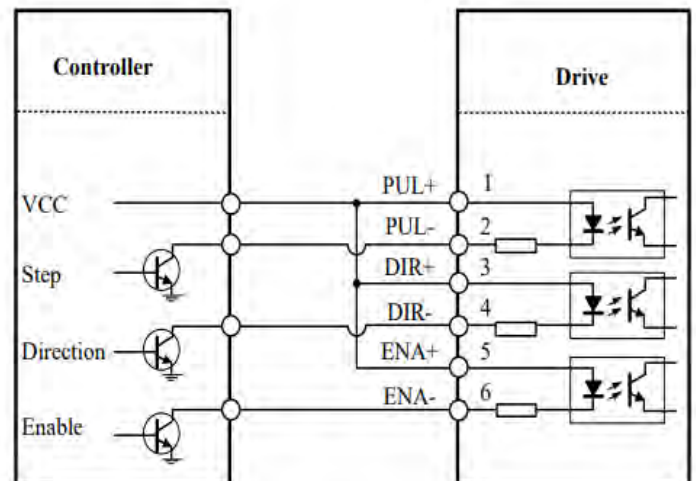 Controller
Drive
VCC
PUL+ 1
PUL- 2
Step
DIR+ 3
DIR- 4
Direction
ENA+ 5
ENA- 6
Enable